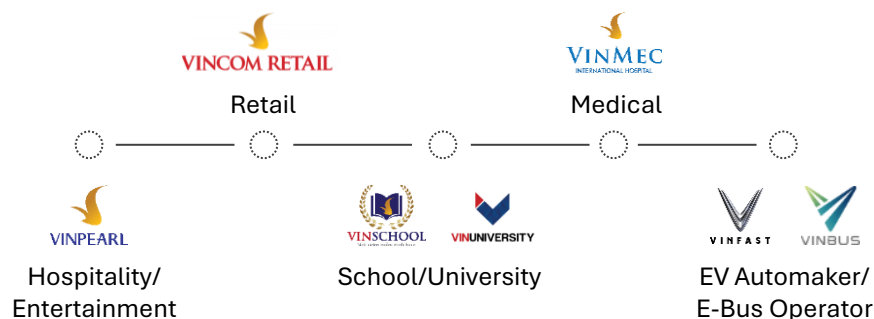 VINCOM RETAIL
VINMEC
INTERNATIONAL HOSPITAL
Retail
Medical
VINPEARL
VINSCHOOL
VINUNIVERSITY
VINFAST
VINBUS
Hospitality/
Entertainment
School/University
EV Automaker/
E-Bus Operator